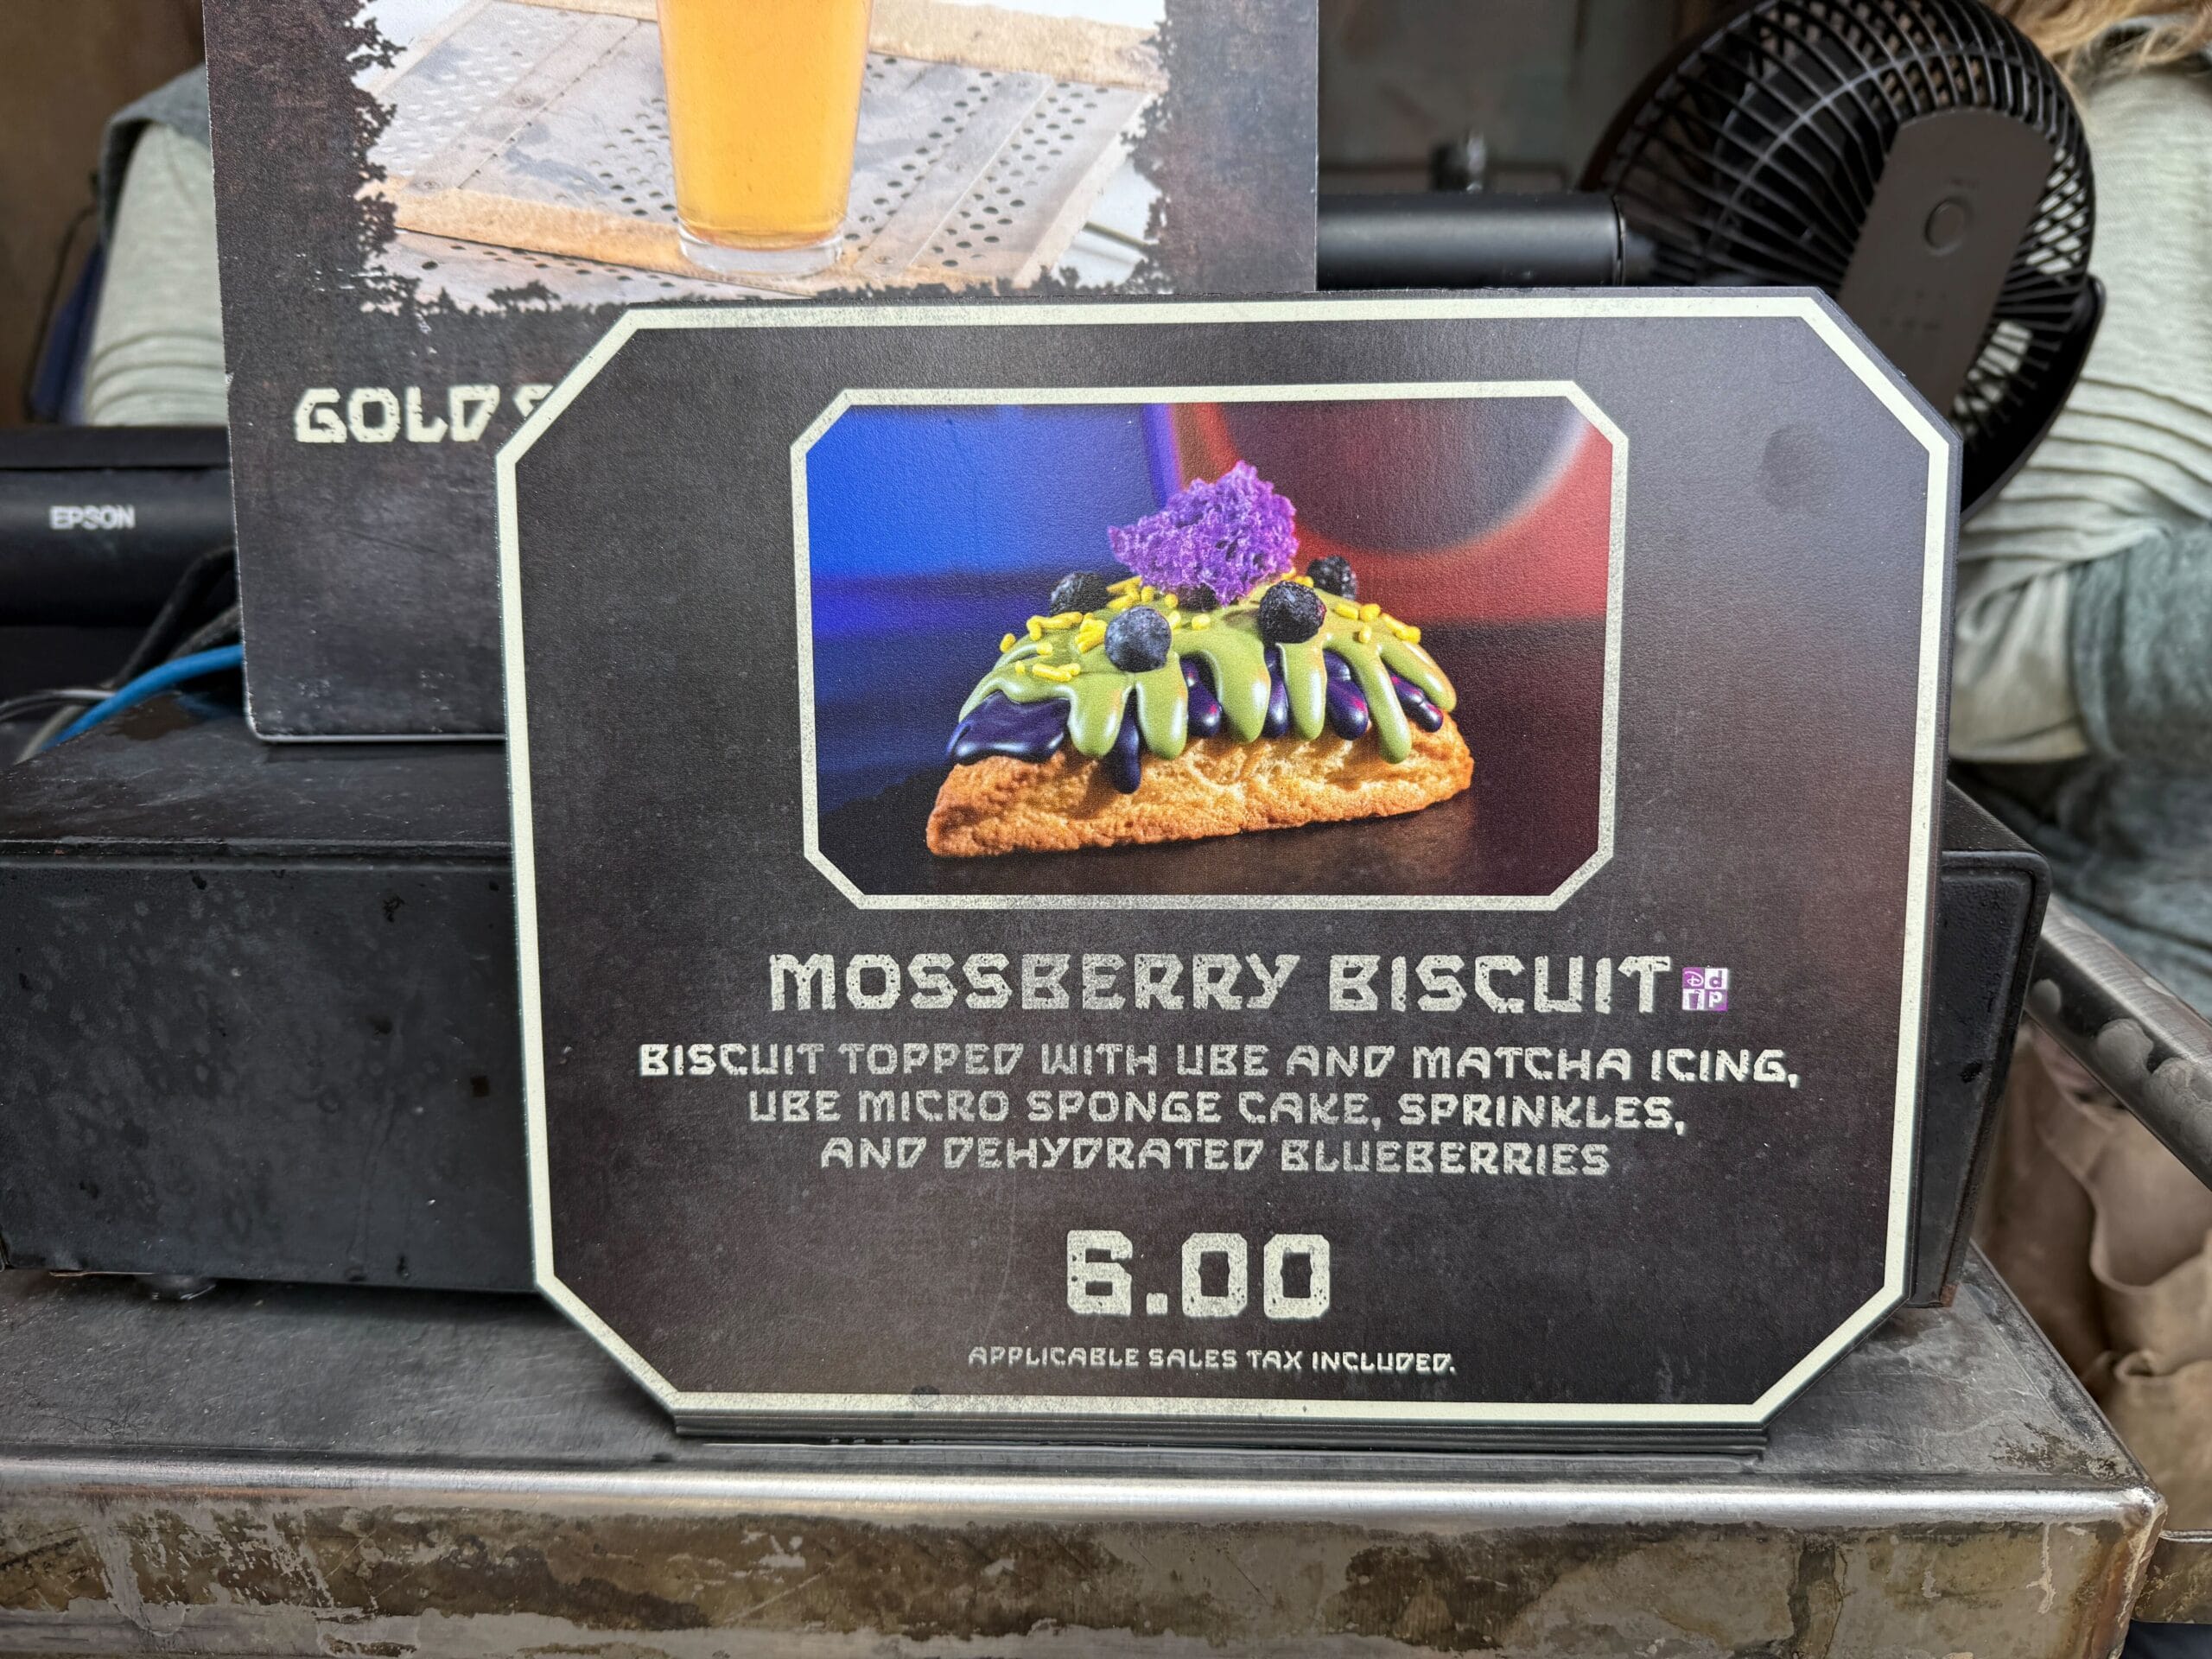 GOLD
EPSON
MOSSBERRY BISCUIT DdIP
BISCUIT TOPPED WITH UBE AND MATCHA ICING,
UBE MICRO SPONGE CAKE, SPRINKLES,
AND DEHYDRATED BLUEBERRIES
6.00
APPLICABLE SALES TAX INCLUDED.